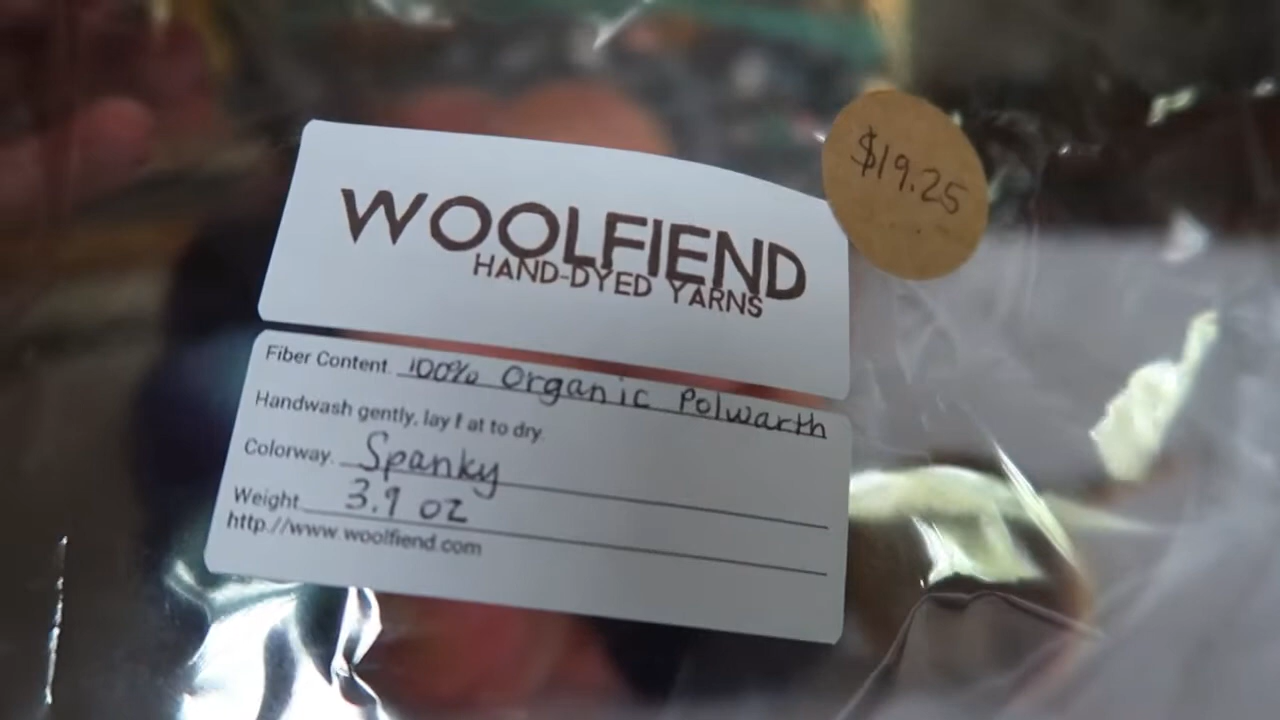 WOOLFIEND
HAND-DYED YARNS
$19.25
Fiber Content. 100% Organic Polwarth
Handwash gently, lay f at to dry.
Colorway. Spanky
Weight 3.9 oz
http://www.woolfiend.com